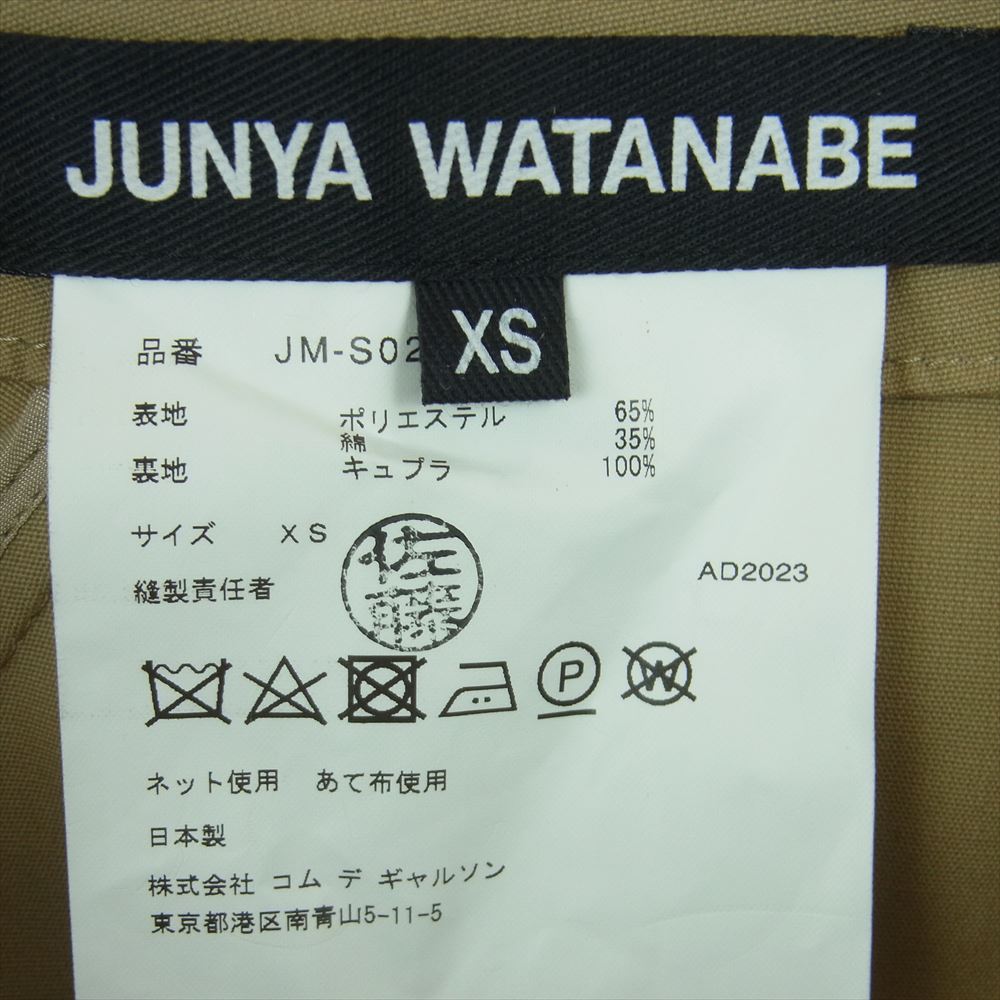 JUNYA WATANABE
XS
品番 JM-S02
表地 ポリエステル 65%
綿 35%
裏地 キュプラ 100%
サイズ XS
佐藤
縫製責任者
AD2023
P
W
ネット使用 あて布使用
日本製
株式会社 コム デ ギャルソン
東京都港区南青山5-11-5